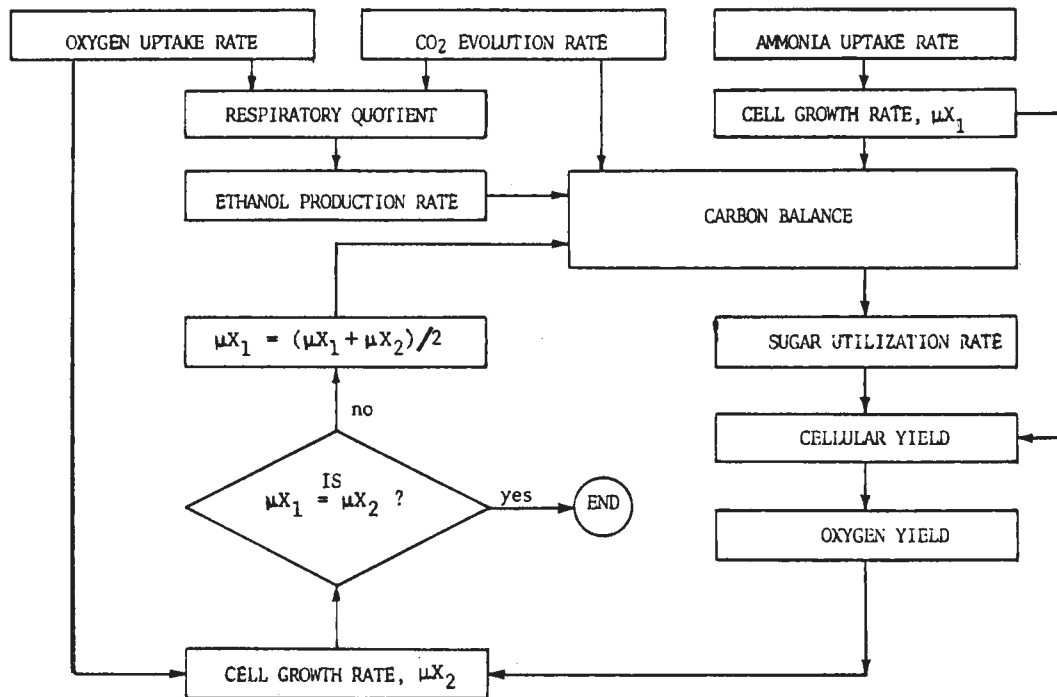 OXYGEN UPTAKE RATE
CO₂ EVOLUTION RATE
AMMONIA UPTAKE RATE
RESPIRATORY QUOTIENT
CELL GROWTH RATE, μX₁
ETHANOL PRODUCTION RATE
CARBON BALANCE
μX₁ = (μX₁ + μX₂)/2
SUGAR UTILIZATION RATE
no
CELLULAR YIELD
IS
μX₁ = μX₂ ?
yes
END
OXYGEN YIELD
CELL GROWTH RATE, μX₂